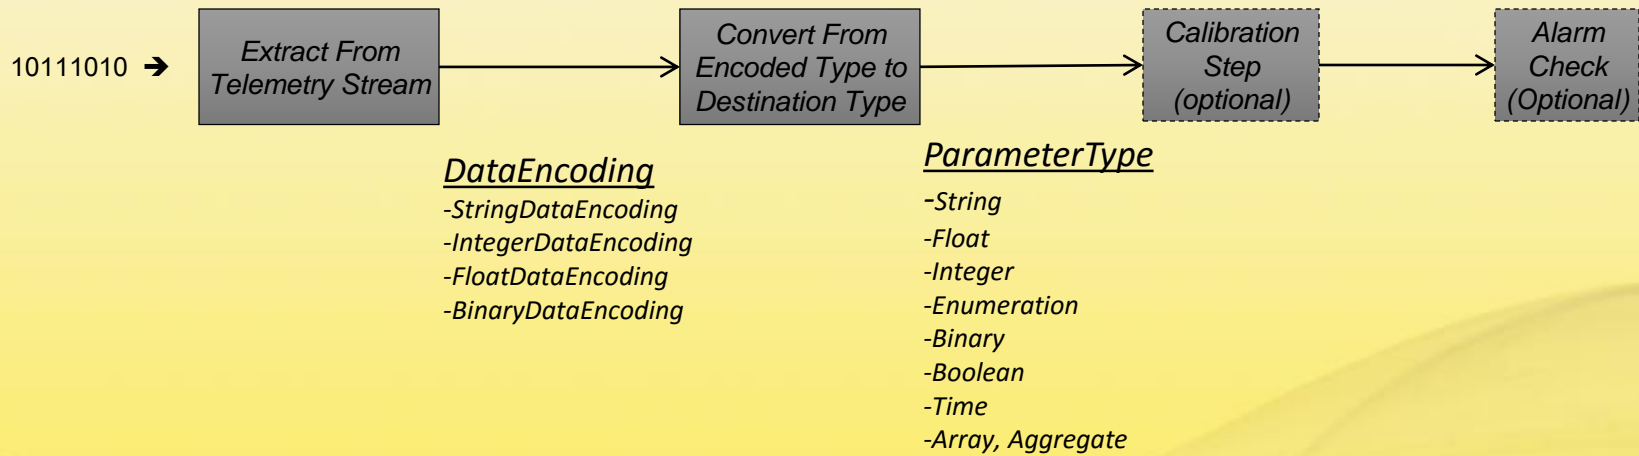 10111010 ➔
Extract From
Telemetry Stream
Convert From
Encoded Type to
Destination Type
Calibration
Step
(optional)
Alarm
Check
(Optional)
DataEncoding
-StringDataEncoding
-IntegerDataEncoding
-FloatDataEncoding
-BinaryDataEncoding
ParameterType
-String
-Float
-Integer
-Enumeration
-Binary
-Boolean
-Time
-Array, Aggregate